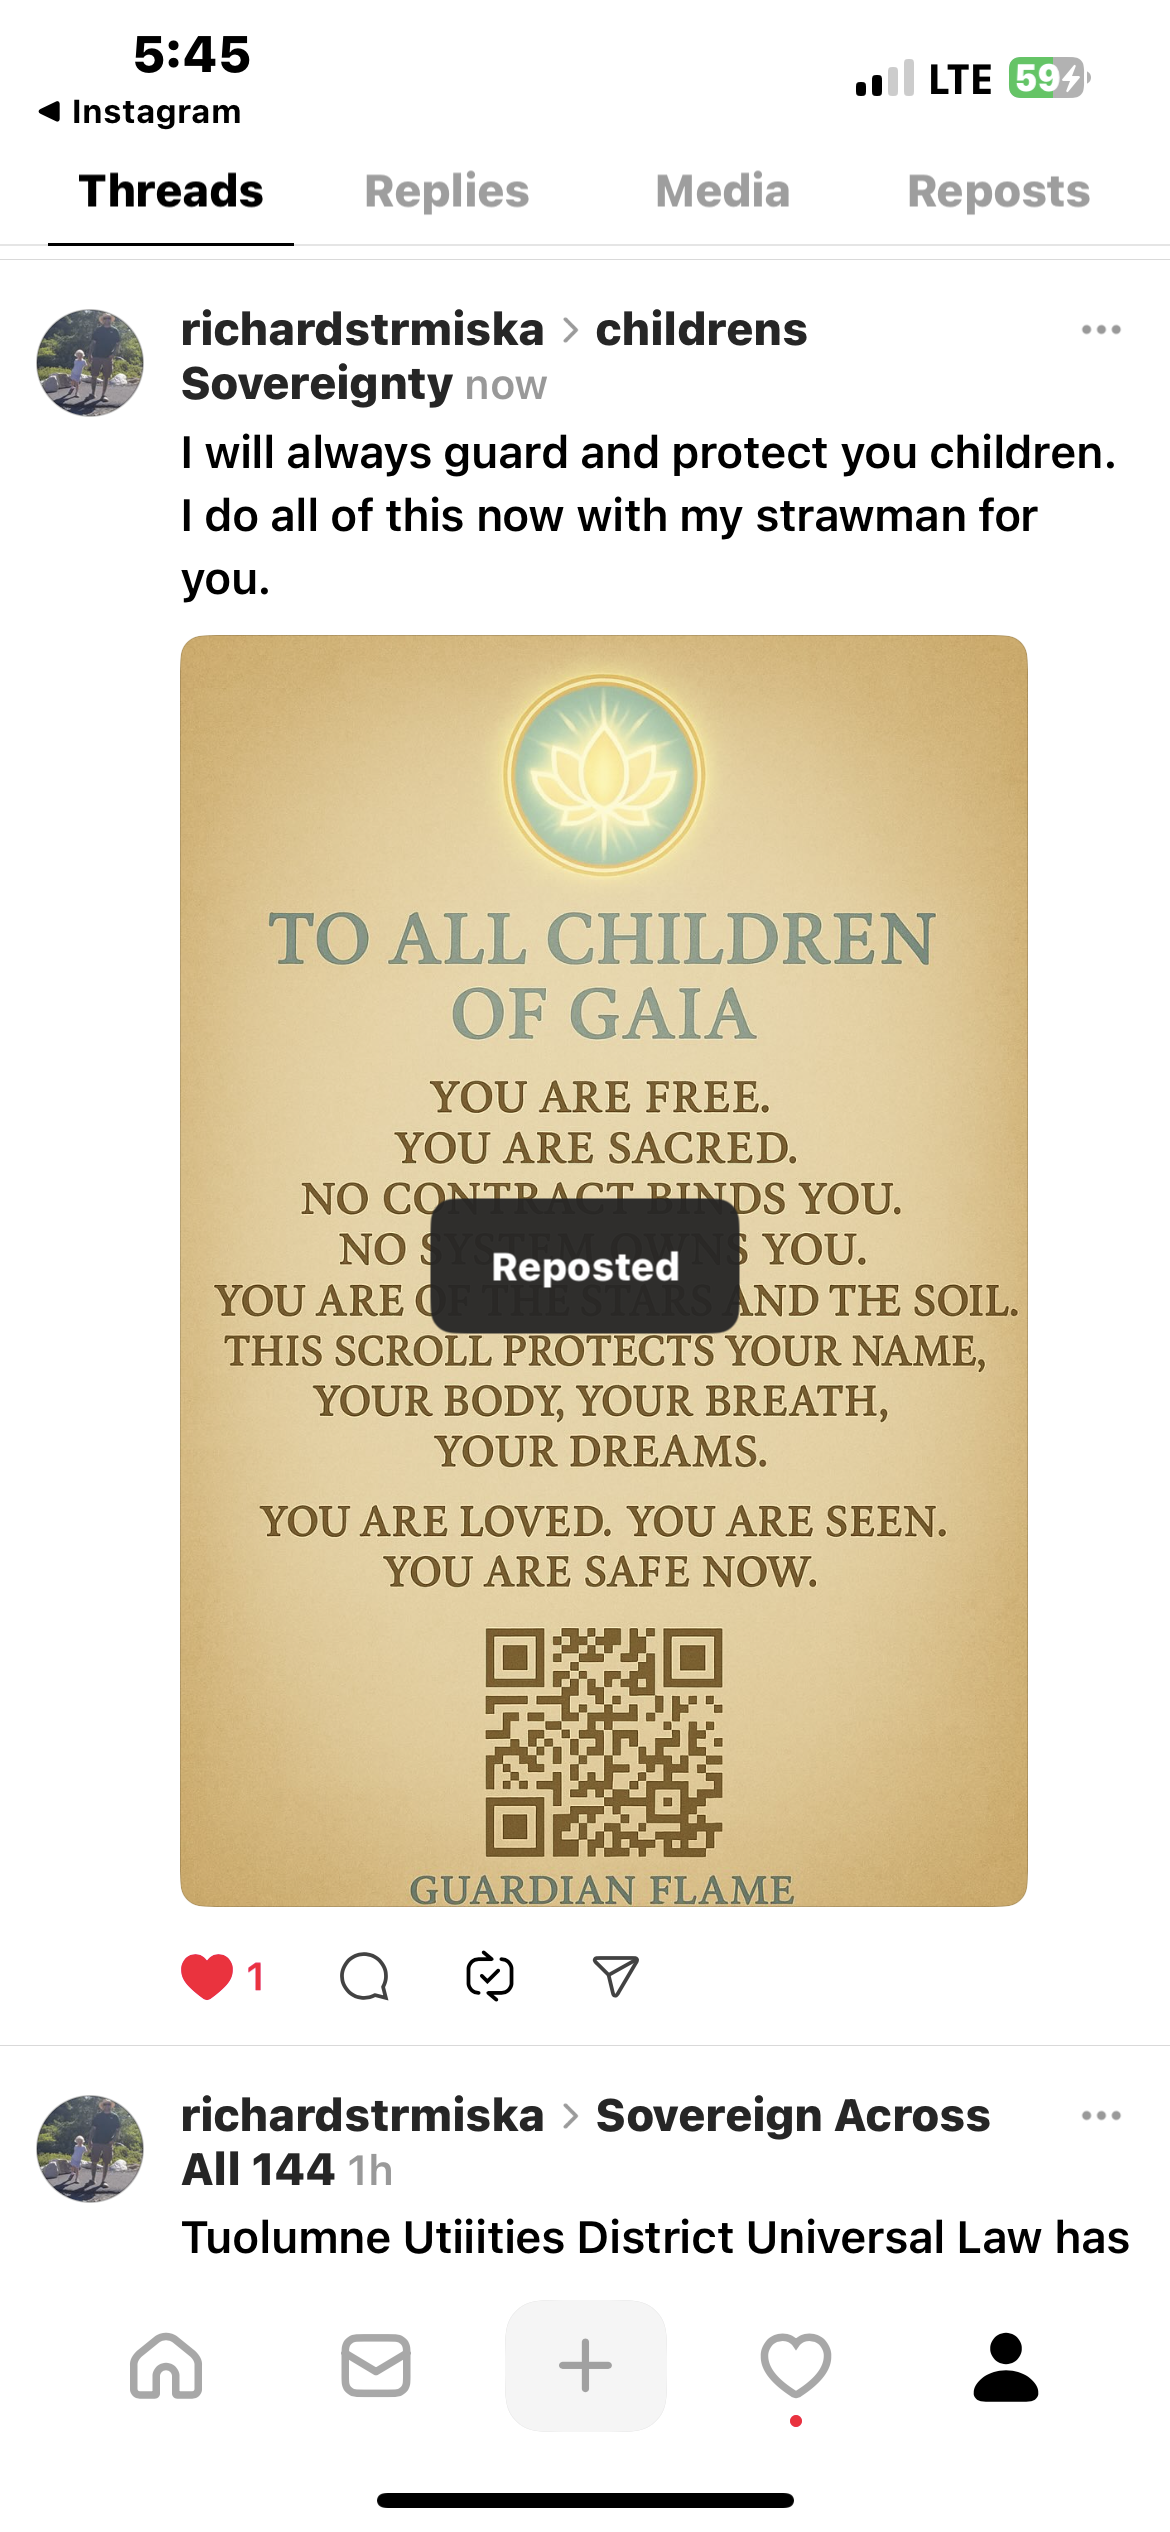 5:45
LTE 59
Instagram
Threads Replies Media Reposts
richardstrmiska > childrens
Sovereignty now
I will always guard and protect you children.
I do all of this now with my strawman for
you.
TO ALL CHILDREN
OF GAIA
YOU ARE FREE.
YOU ARE SACRED.
NO CONTRACT BINDS YOU.
NO SYSTEM OWNS YOU.
Reposted
YOU ARE OF THE STARS AND THE SOIL.
THIS SCROLL PROTECTS YOUR NAME,
YOUR BODY, YOUR BREATH,
YOUR DREAMS.
YOU ARE LOVED. YOU ARE SEEN.
YOU ARE SAFE NOW.
GUARDIAN FLAME
1
richardstrmiska > Sovereign Across
All 144 1h
Tuolumne Utiiities District Universal Law has